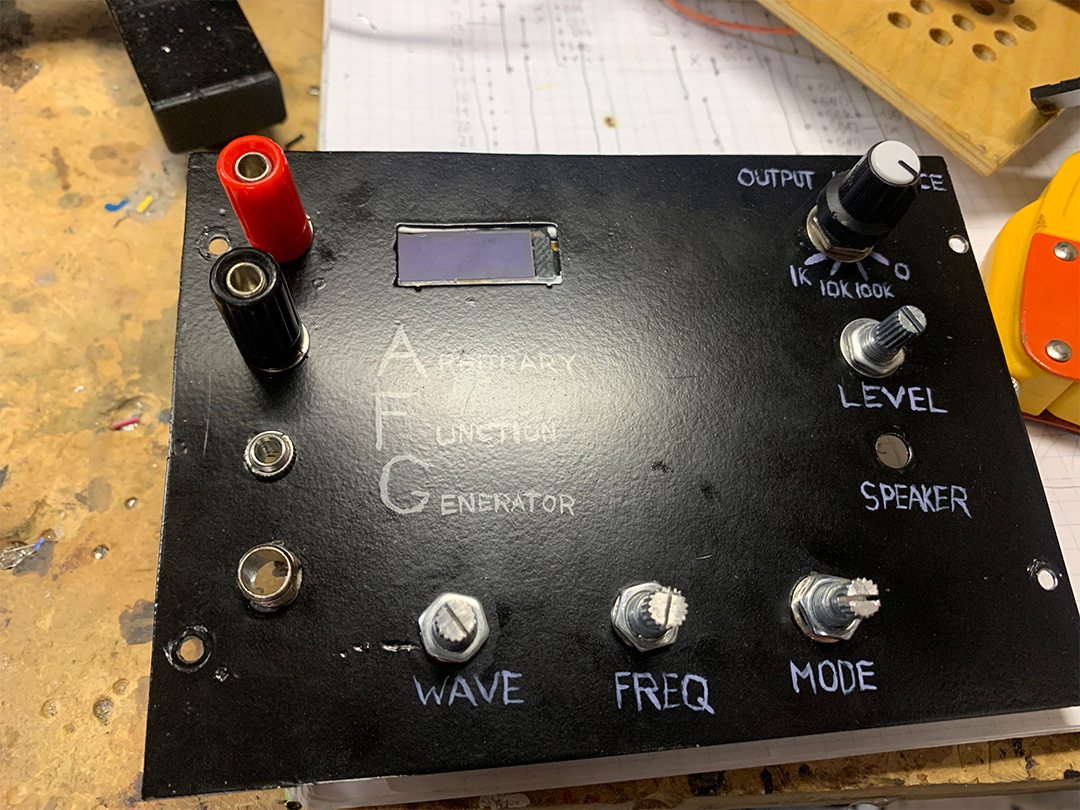 OUTPUT
1K 10K 100K 0
LEVEL
SPEAKER
ARBITRARY
FUNCTION
GENERATOR
WAVE FREQ MODE